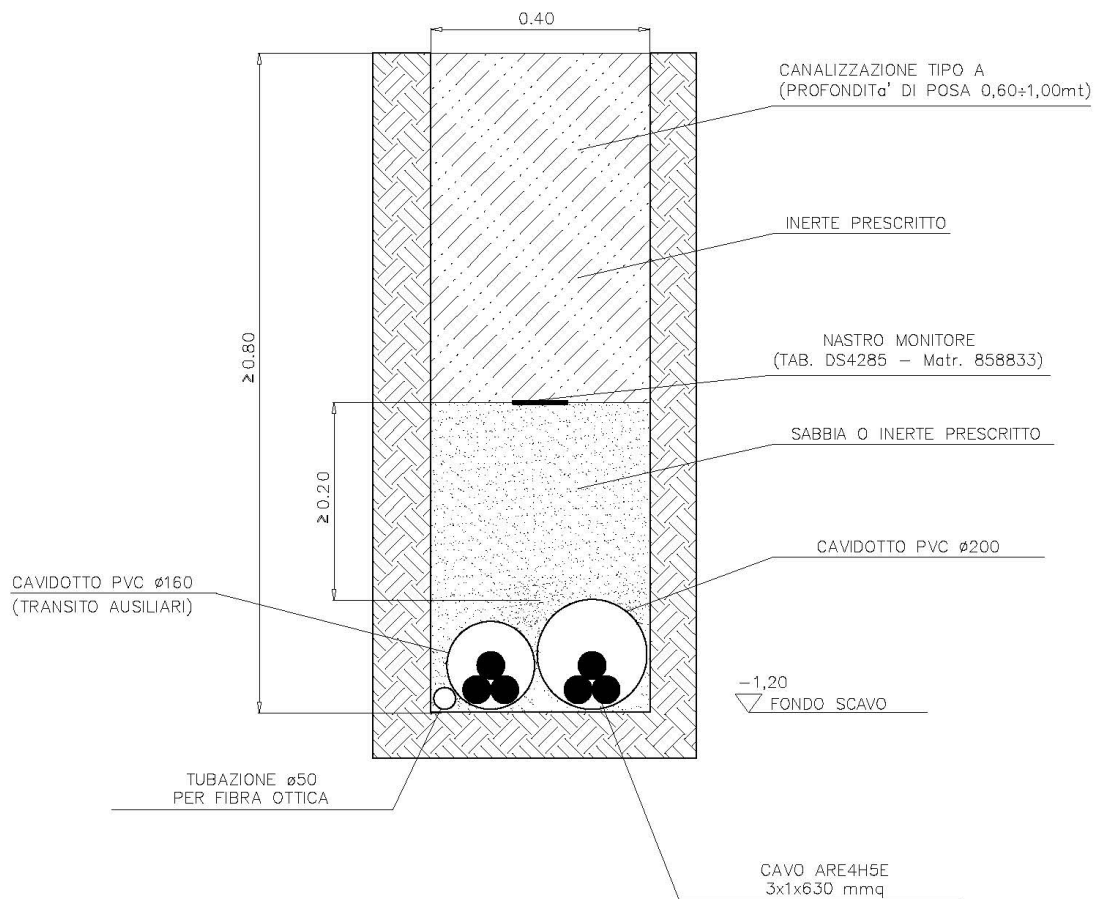 0.40
CANALIZZAZIONE TIPO A
(PROFONDITa' DI POSA 0,60÷1,00mt)
INERTE PRESCRITTO
NASTRO MONITORE
(TAB. DS4285 – Matr. 858833)
≥0.80
SABBIA O INERTE PRESCRITTO
≥0.20
CAVIDOTTO PVC ø200
CAVIDOTTO PVC ø160
(TRANSITO AUSILIARI)
−1,20
FONDO SCAVO
TUBAZIONE ø50
PER FIBRA OTTICA
CAVO ARE4H5E
3x1x630 mmq